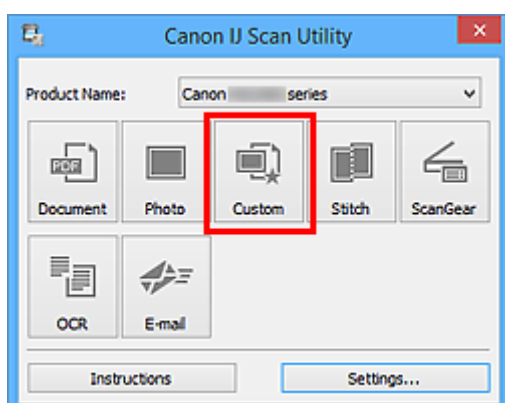 Canon IJ Scan Utility
Product Name: Canon series
PDF
Document Photo Custom Stitch ScanGear
OCR E-mail
Instructions Settings...